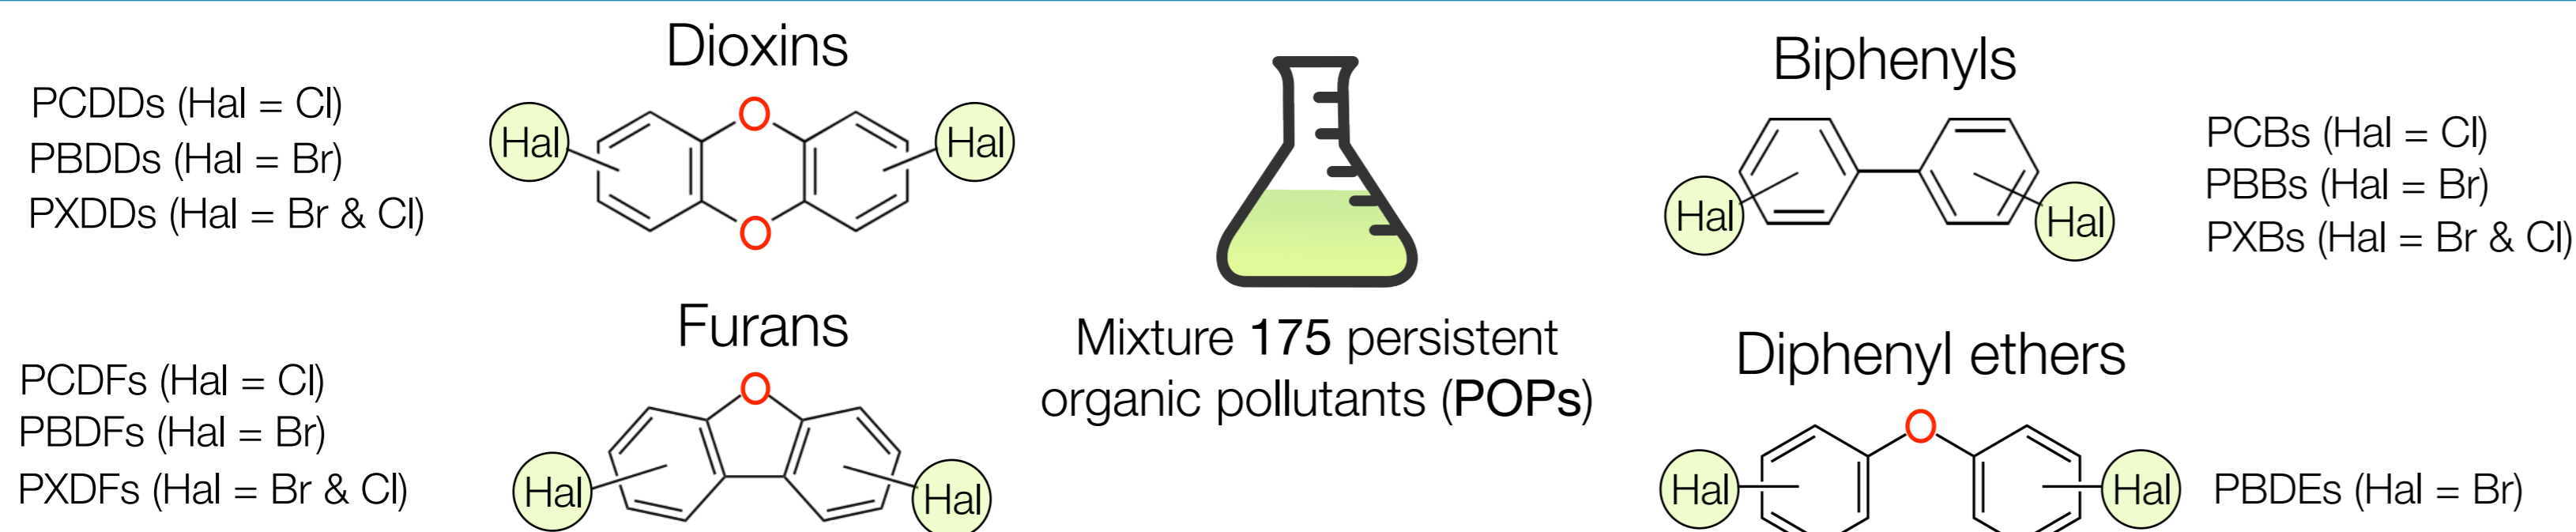 Dioxins
PCDDs (Hal = Cl)
PBDDs (Hal = Br)
PXDDs (Hal = Br & Cl)
Hal
O
O
Hal
Furans
PCDFs (Hal = Cl)
PBDFs (Hal = Br)
PXDFs (Hal = Br & Cl)
Hal
O
Hal
Mixture 175 persistent
organic pollutants (POPs)
Biphenyls
Hal
Hal
PCBs (Hal = Cl)
PBBs (Hal = Br)
PXBs (Hal = Br & Cl)
Diphenyl ethers
Hal
O
Hal
PBDEs (Hal = Br)